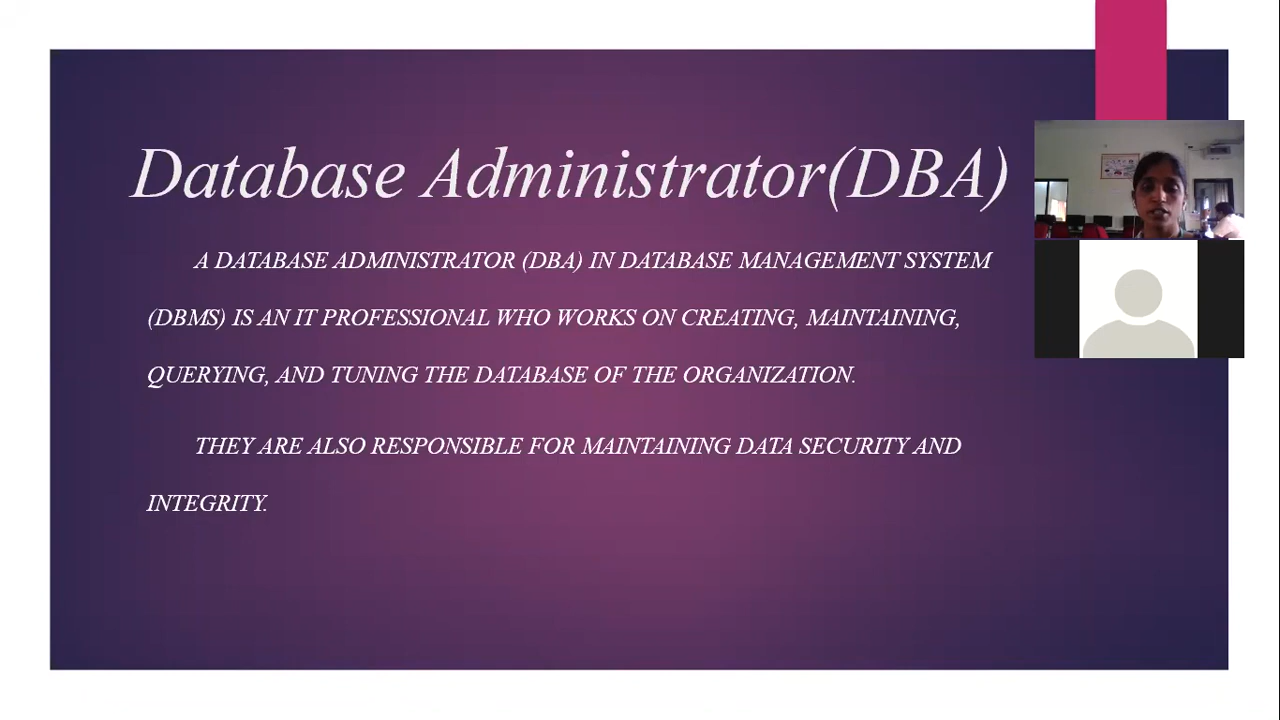 Database Administrator(DBA)
A DATABASE ADMINISTRATOR (DBA) IN DATABASE MANAGEMENT SYSTEM
(DBMS) IS AN IT PROFESSIONAL WHO WORKS ON CREATING, MAINTAINING,
QUERYING, AND TUNING THE DATABASE OF THE ORGANIZATION.
THEY ARE ALSO RESPONSIBLE FOR MAINTAINING DATA SECURITY AND
INTEGRITY.